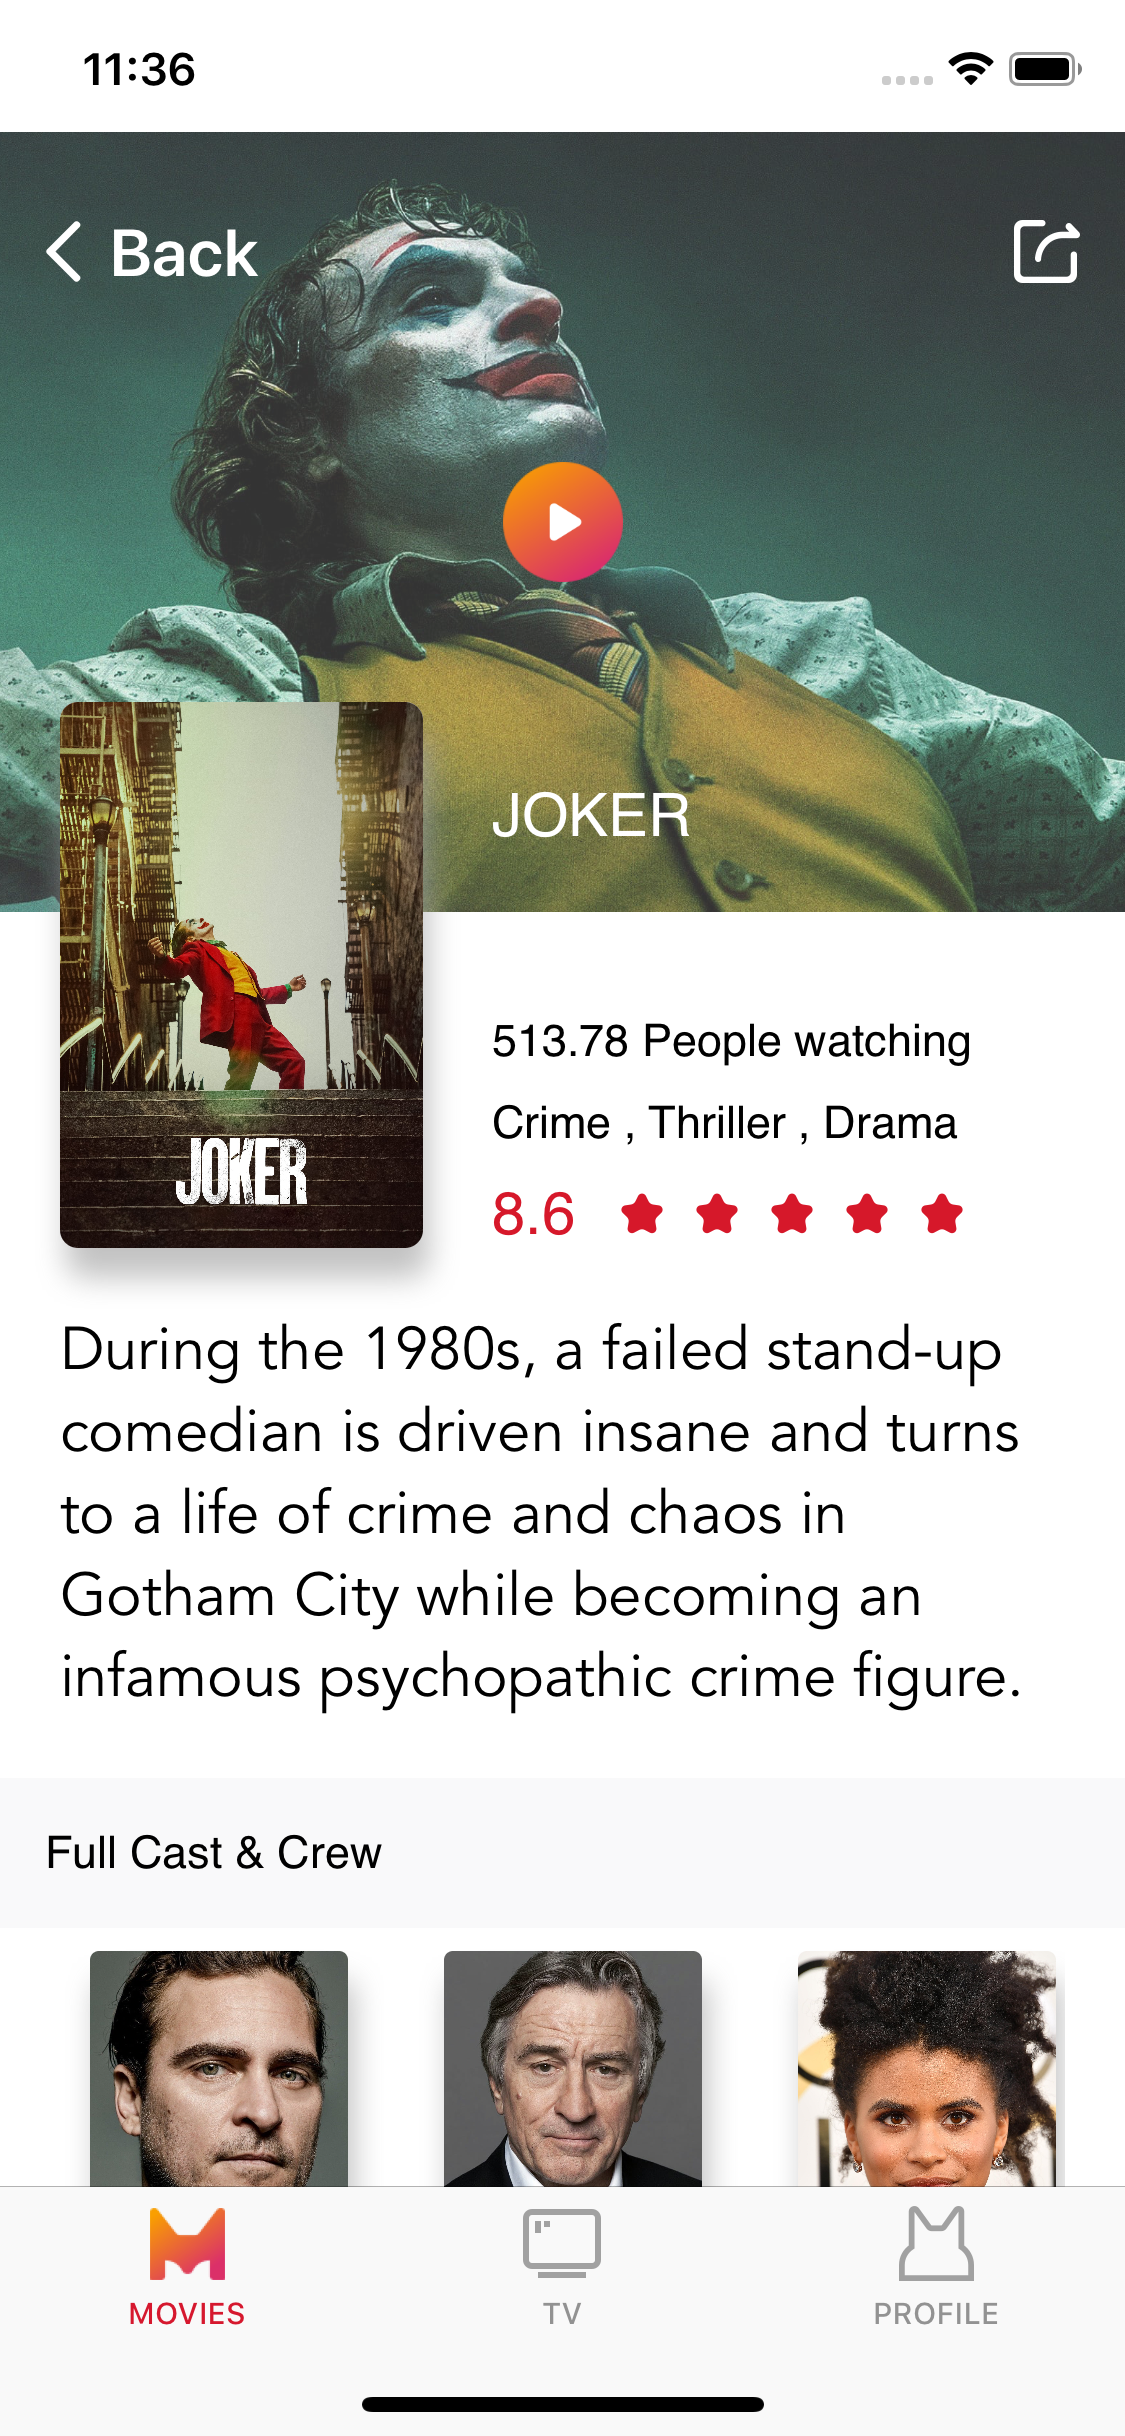 11:36
Back
JOKER
JOKER
513.78 People watching
Crime , Thriller , Drama
8.6
During the 1980s, a failed stand-up
comedian is driven insane and turns
to a life of crime and chaos in
Gotham City while becoming an
infamous psychopathic crime figure.
Full Cast & Crew
MOVIES
TV
PROFILE